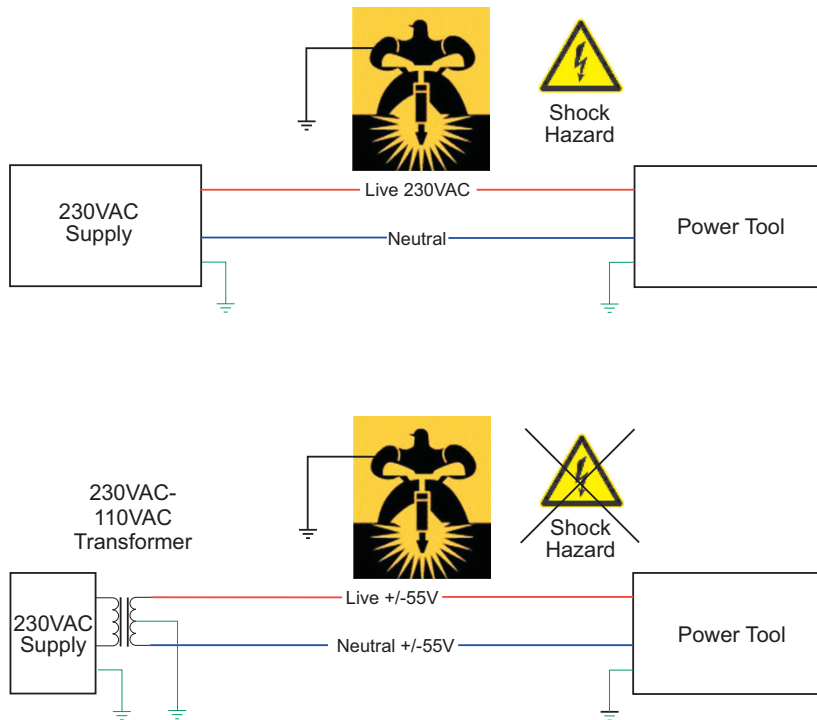 Shock
Hazard
Live 230VAC
230VAC
Supply
Neutral
Power Tool
230VAC-
110VAC
Transformer
Shock
Hazard
Live +/-55V
230VAC
Supply
Neutral +/-55V
Power Tool